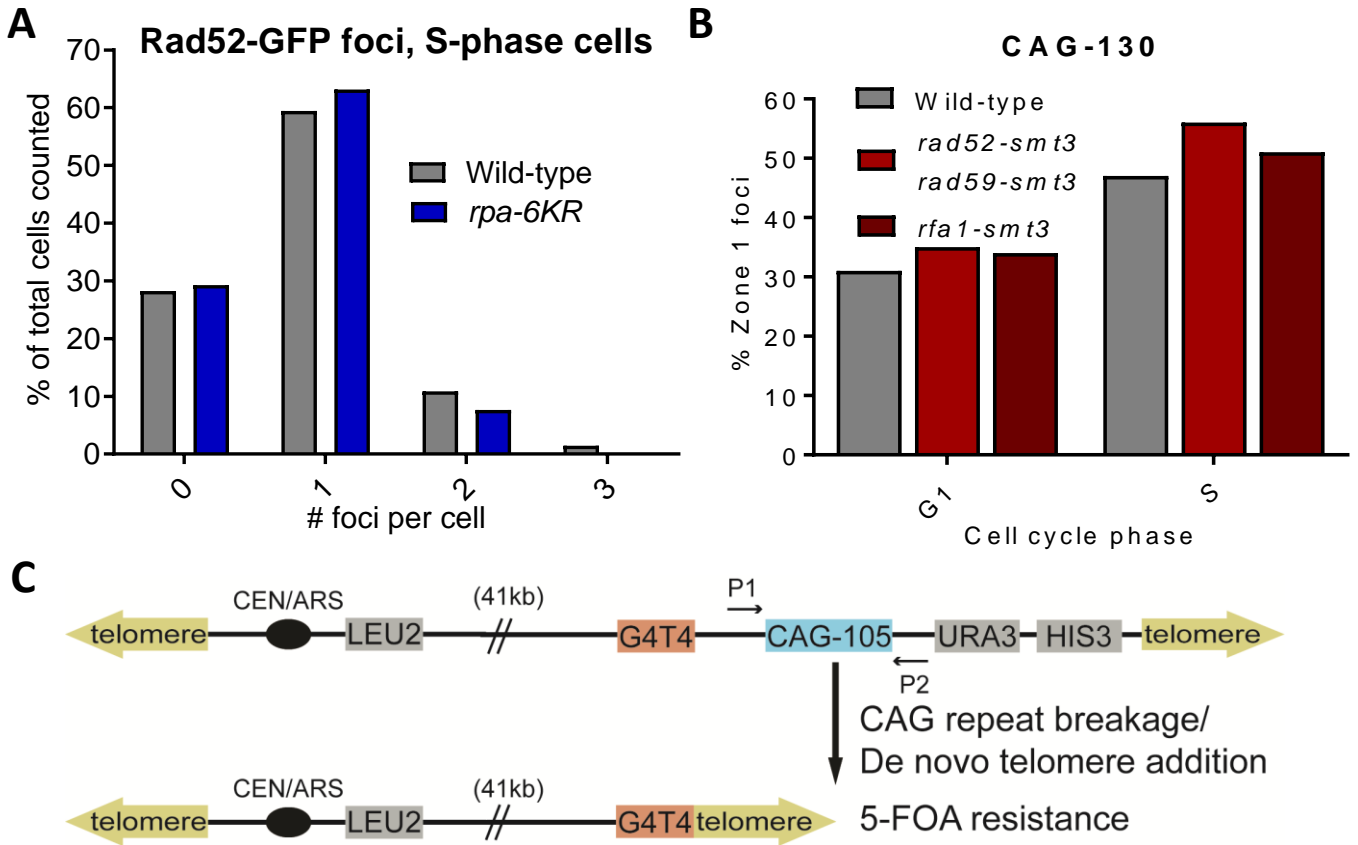 A
Rad52-GFP foci, S-phase cells
70
60
50
40
30
20
10
0
% of total cells counted
Wild-type
rpa-6KR
0
1
2
3
# foci per cell
B
CAG-130
60
50
40
30
20
10
0
% Zone 1 foci
Wild-type
rad52-smt3
rad59-smt3
rfa1-smt3
G1
S
Cell cycle phase
C
telomere
CEN/ARS
LEU2
(41kb)
//
G4T4
P1
CAG-105
P2
URA3
HIS3
telomere
CAG repeat breakage/
De novo telomere addition
5-FOA resistance
telomere
CEN/ARS
LEU2
(41kb)
//
G4T4
telomere